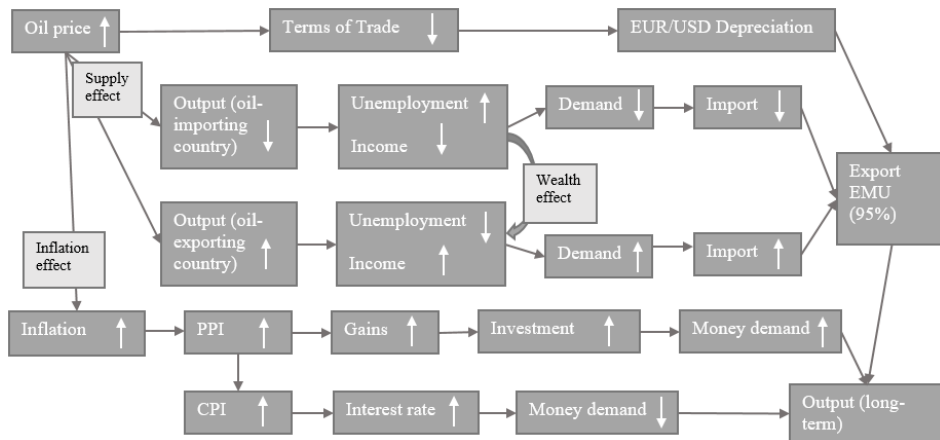 Oil price
Terms of Trade
EUR/USD Depreciation
Supply
effect
Output (oil-
importing
country)
Unemployment
Income
Demand
Import
Wealth
effect
Export
EMU
(95%)
Output (oil-
exporting
country)
Unemployment
Income
Demand
Import
Inflation
effect
Inflation
PPI
Gains
Investment
Money demand
CPI
Interest rate
Money demand
Output (long-
term)